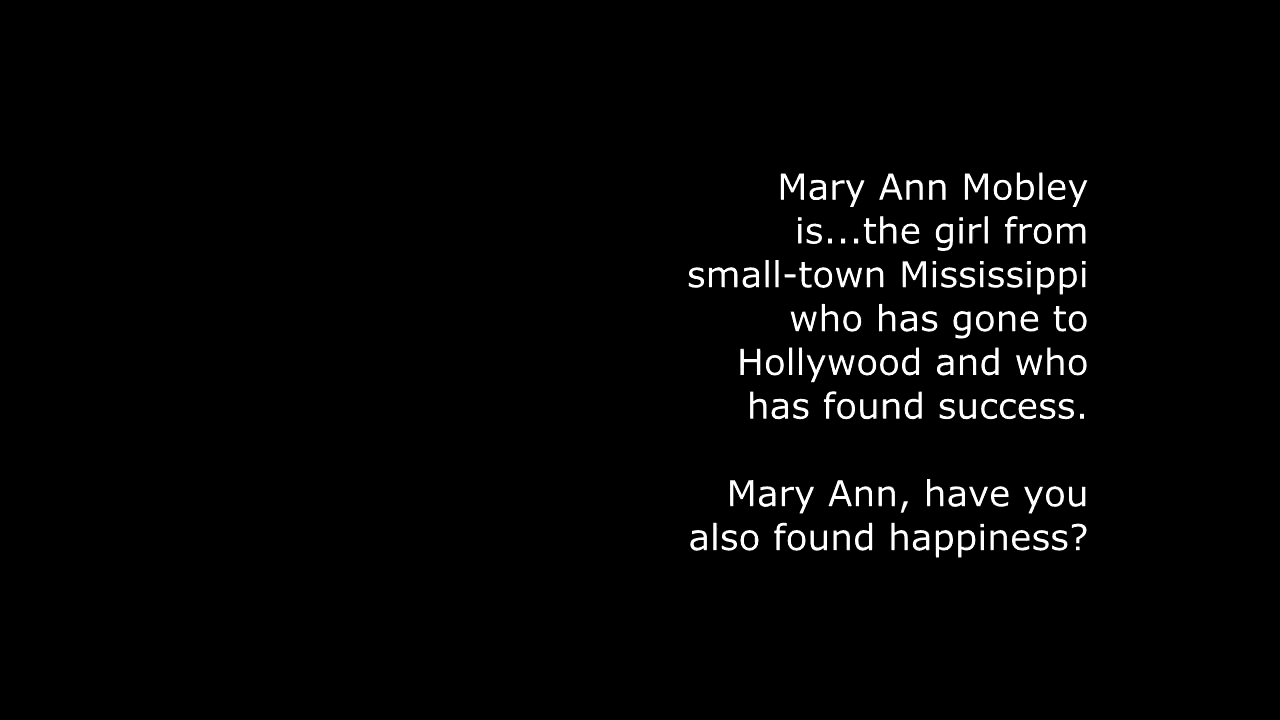 Mary Ann Mobley
is...the girl from
small-town Mississippi
who has gone to
Hollywood and who
has found success.
Mary Ann, have you
also found happiness?